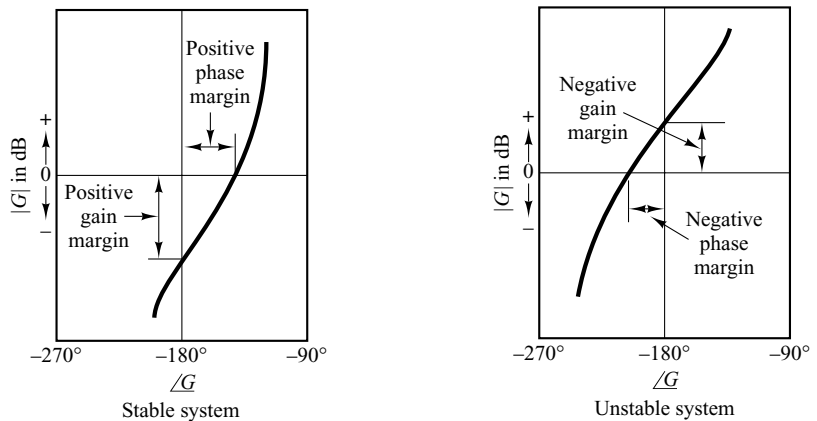 Positive
phase
margin
+
0
−
|G| in dB
Positive
gain
margin
–270°
–180°
–90°
/G
Stable system
Negative
gain
margin
+
0
−
|G| in dB
Negative
phase
margin
–270°
–180°
–90°
/G
Unstable system